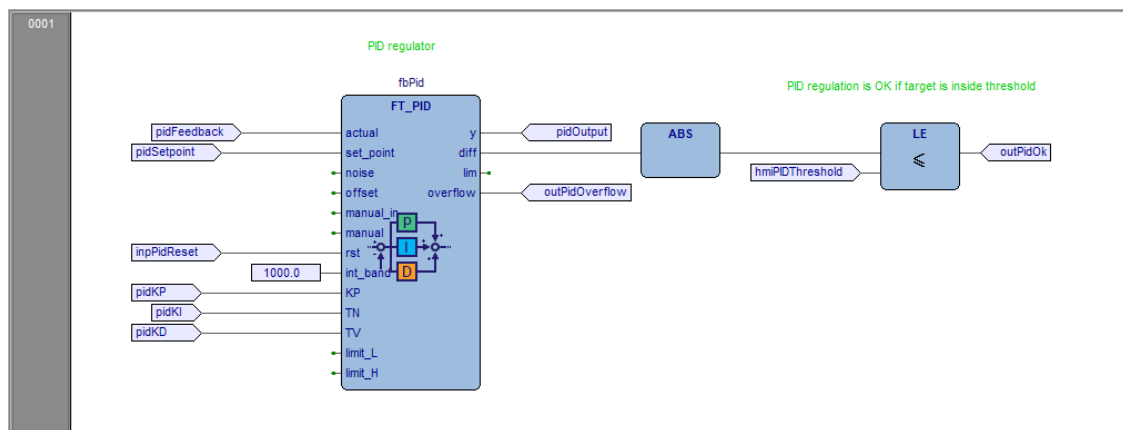 0001
PID regulator
fbPid
PID regulation is OK if target is inside threshold
FT_PID
ABS
LE
≤
pidFeedback
actual
y
pidOutput
pidSetpoint
set_point
diff
outPidOk
noise
lim
hmiPIDThreshold
offset
overflow
outPidOverflow
manual_in
manual
P
I
D
inpPidReset
rst
1000.0
int_band
pidKP
KP
pidKI
TN
pidKD
TV
limit_L
limit_H